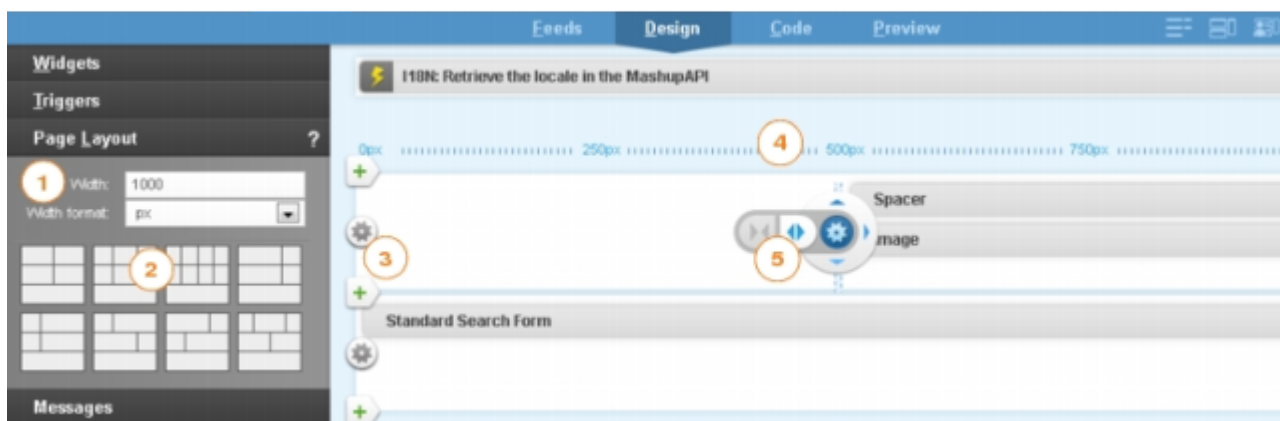 Feeds Design Code Preview
Widgets
I18N: Retrieve the locale in the MashupAPI
Triggers
Page Layout ?
0px 250px 4 500px 750px
1 Width: 1000
Width format: px
Spacer
2
3
5
mage
Standard Search Form
Messages